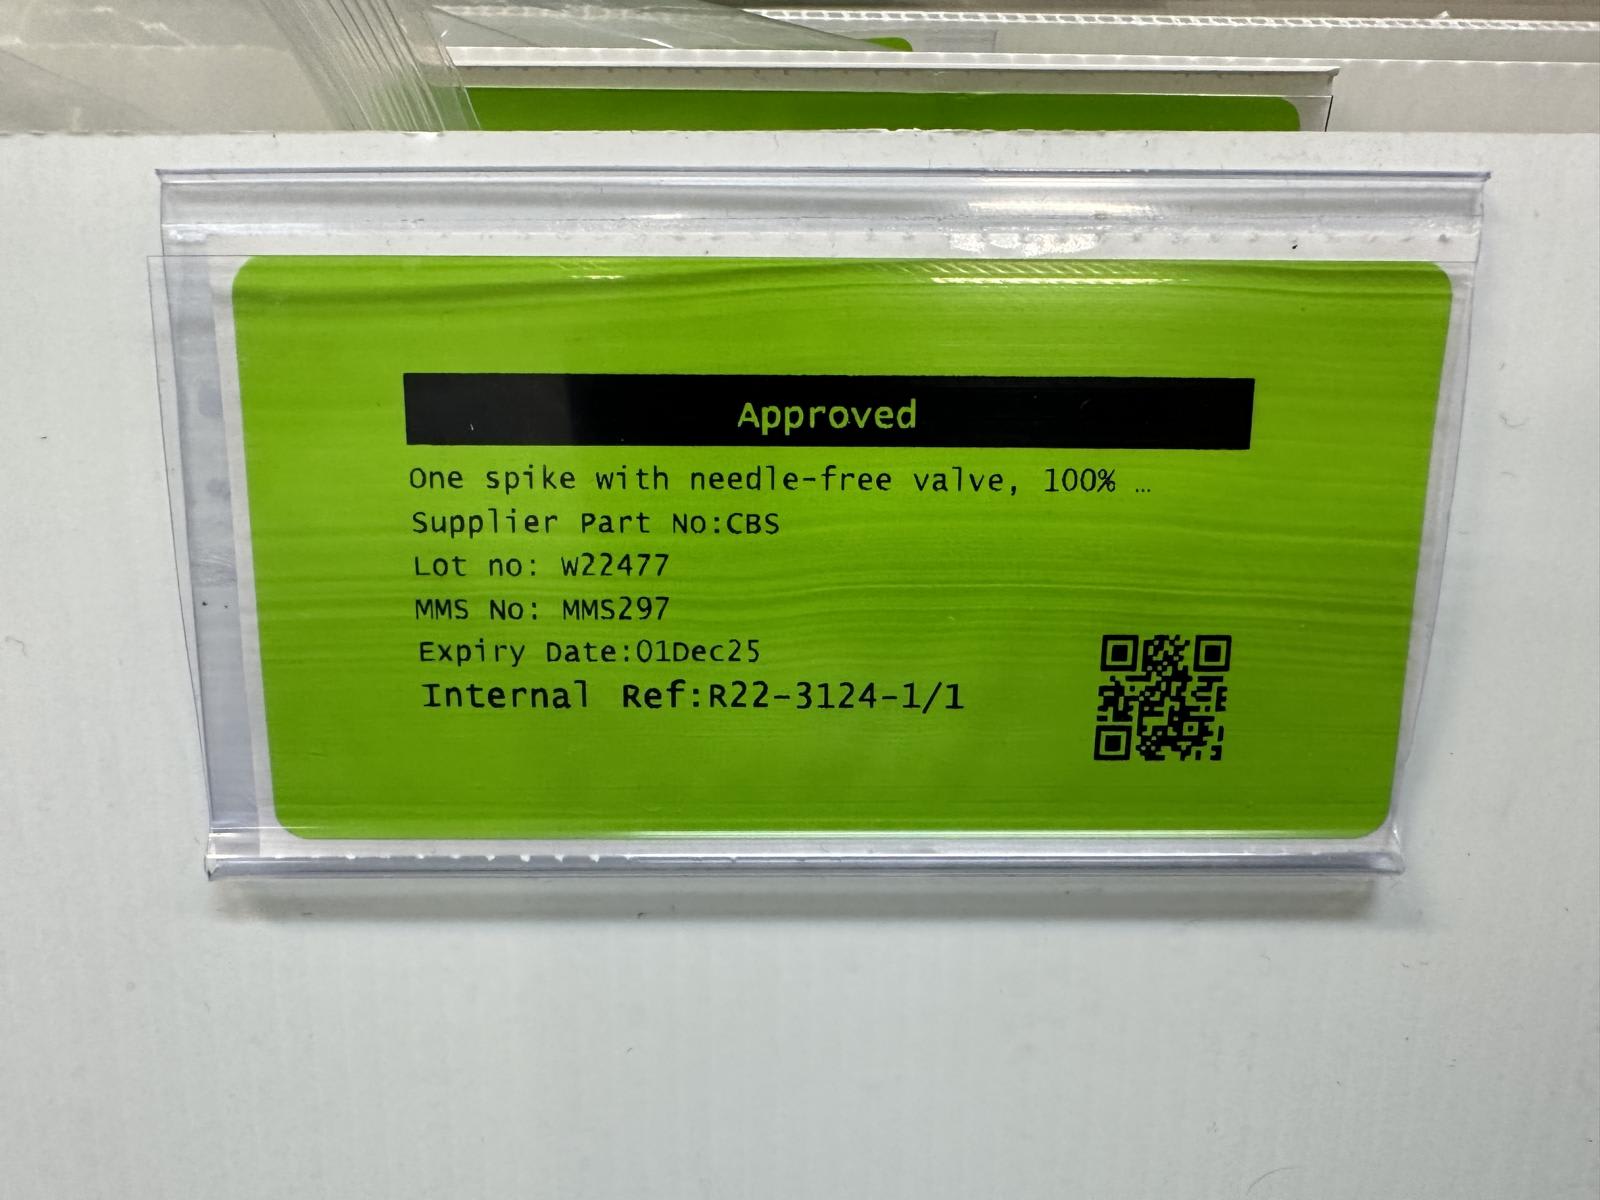 Approved
One spike with needle-free valve, 100% …
Supplier Part No:CBS
Lot no: W22477
MMS No: MMS297
Expiry Date:01Dec25
Internal Ref:R22-3124-1/1